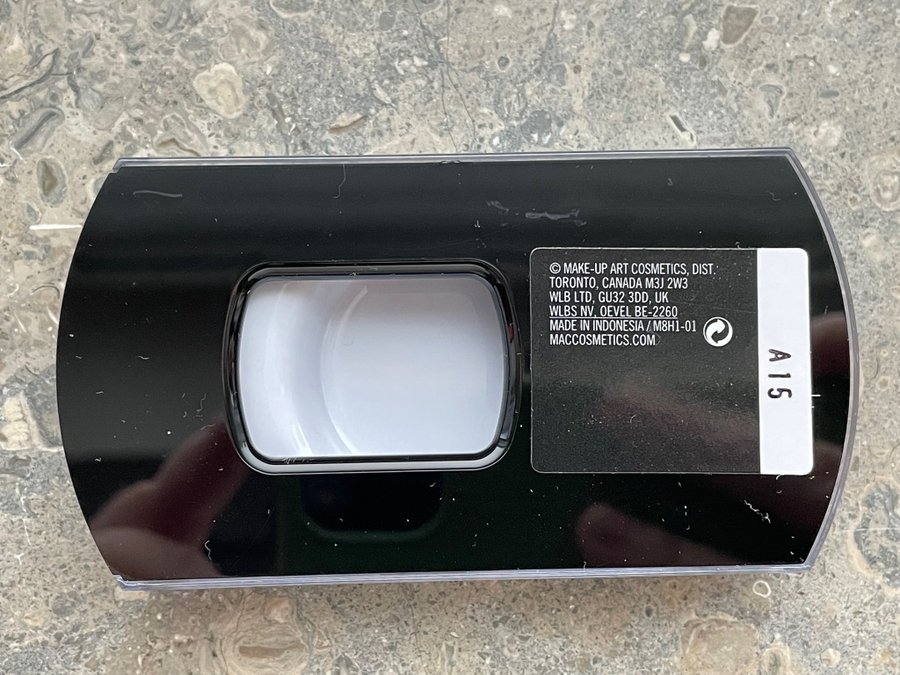 © MAKE-UP ART COSMETICS, DIST.
TORONTO, CANADA M3J 2W3
WLB LTD, GU32 3DD, UK
WLBS NV, OEVEL BE-2260
MADE IN INDONESIA / M8H1-01
MACCOSMETICS.COM
A15